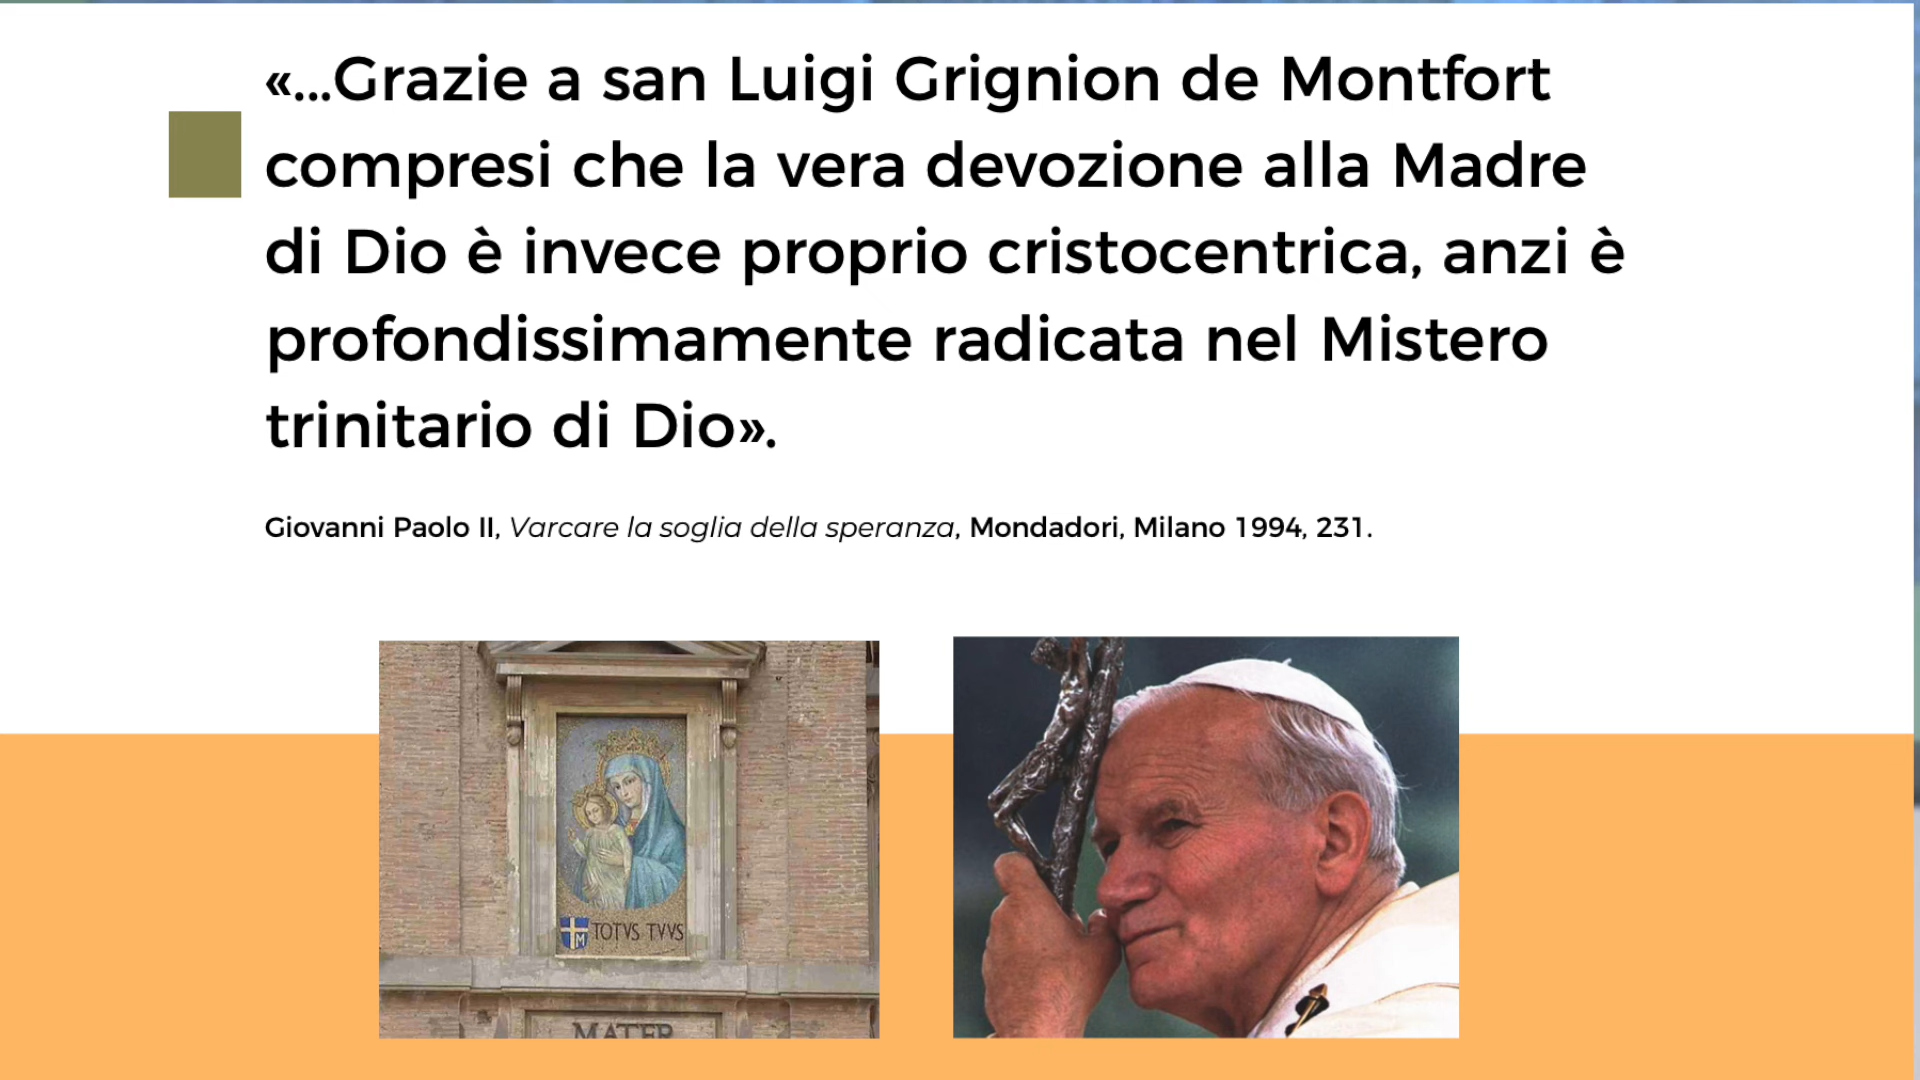 «...Grazie a san Luigi Grignion de Montfort
compresi che la vera devozione alla Madre
di Dio è invece proprio cristocentrica, anzi è
profondissimamente radicata nel Mistero
trinitario di Dio».
Giovanni Paolo II, Varcare la soglia della speranza, Mondadori, Milano 1994, 231.
M
TOTVS TVVS
MATER